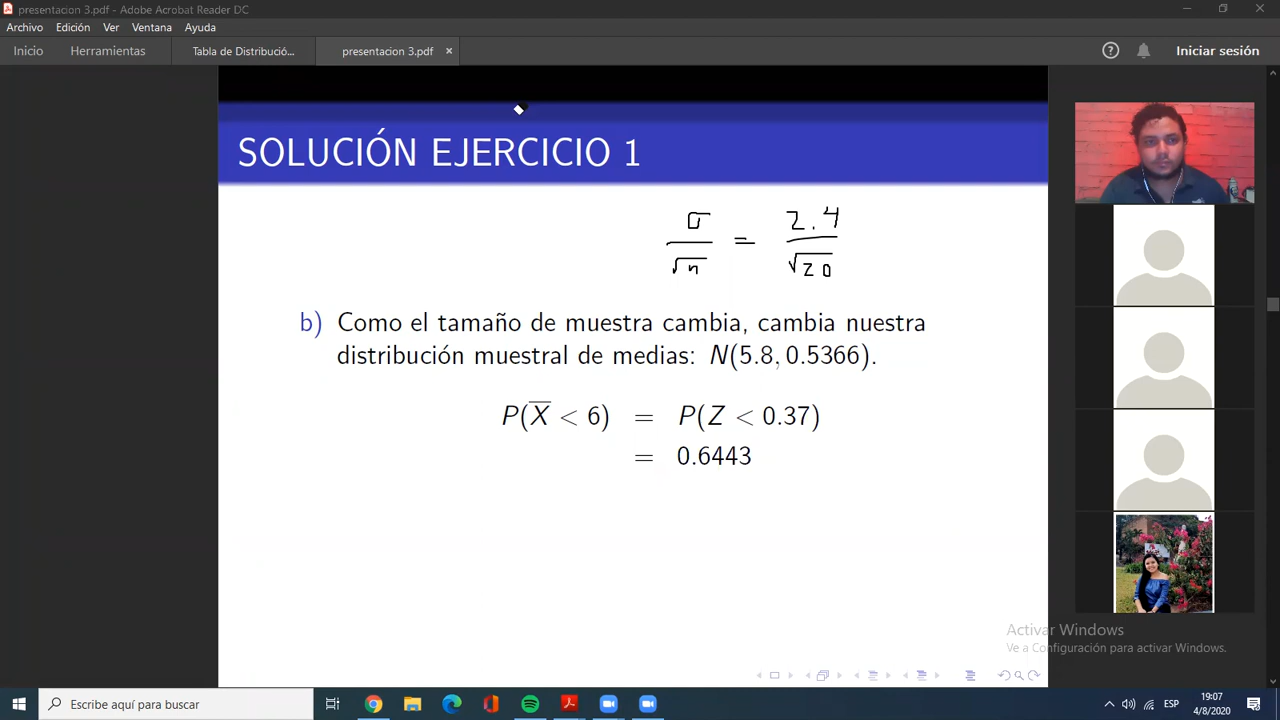 presentacion 3.pdf - Adobe Acrobat Reader DC
Archivo Edición Ver Ventana Ayuda
Inicio Herramientas Tabla de Distribució... presentacion 3.pdf × Iniciar sesión
SOLUCIÓN EJERCICIO 1
σ/√n = 2.4/√20
b) Como el tamaño de muestra cambia, cambia nuestra
distribución muestral de medias: N(5.8, 0.5366).
P(X̅ < 6) = P(Z < 0.37)
= 0.6443
Activar Windows
Ve a Configuración para activar Windows.
Escribe aquí para buscar
ESP
19:07
4/8/2020